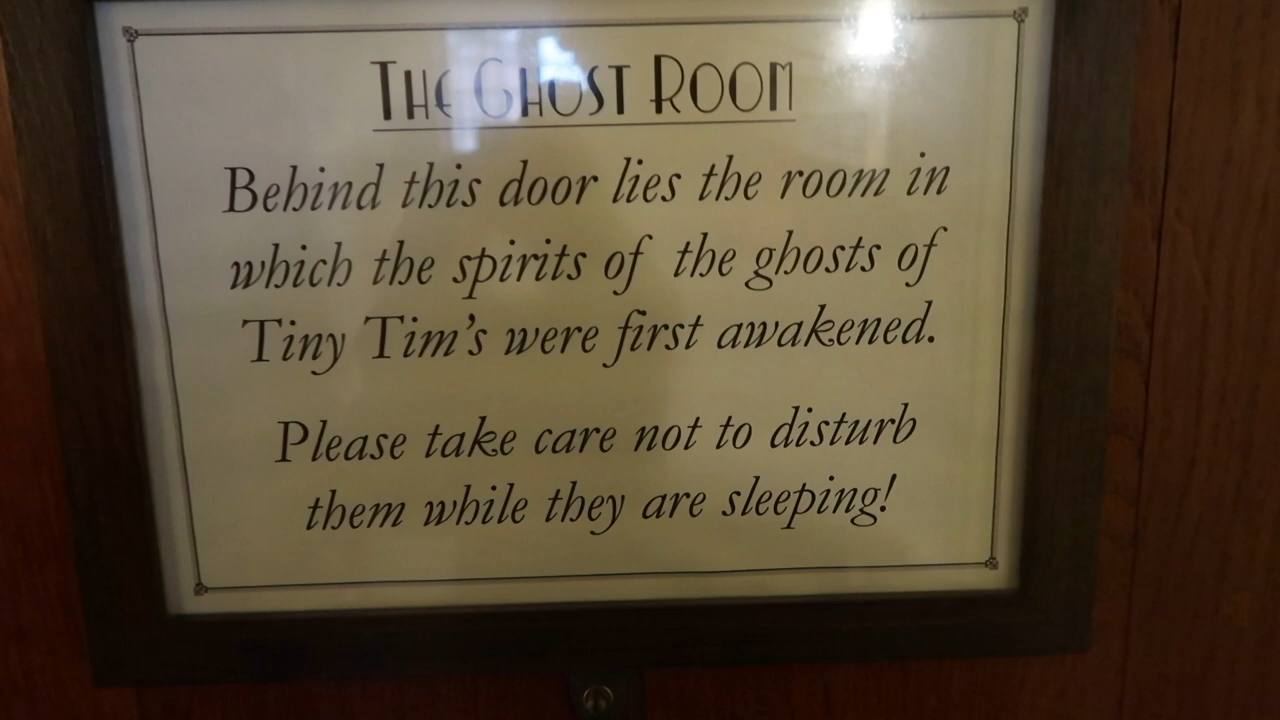 The Ghost Room
Behind this door lies the room in
which the spirits of the ghosts of
Tiny Tim's were first awakened.
Please take care not to disturb
them while they are sleeping!